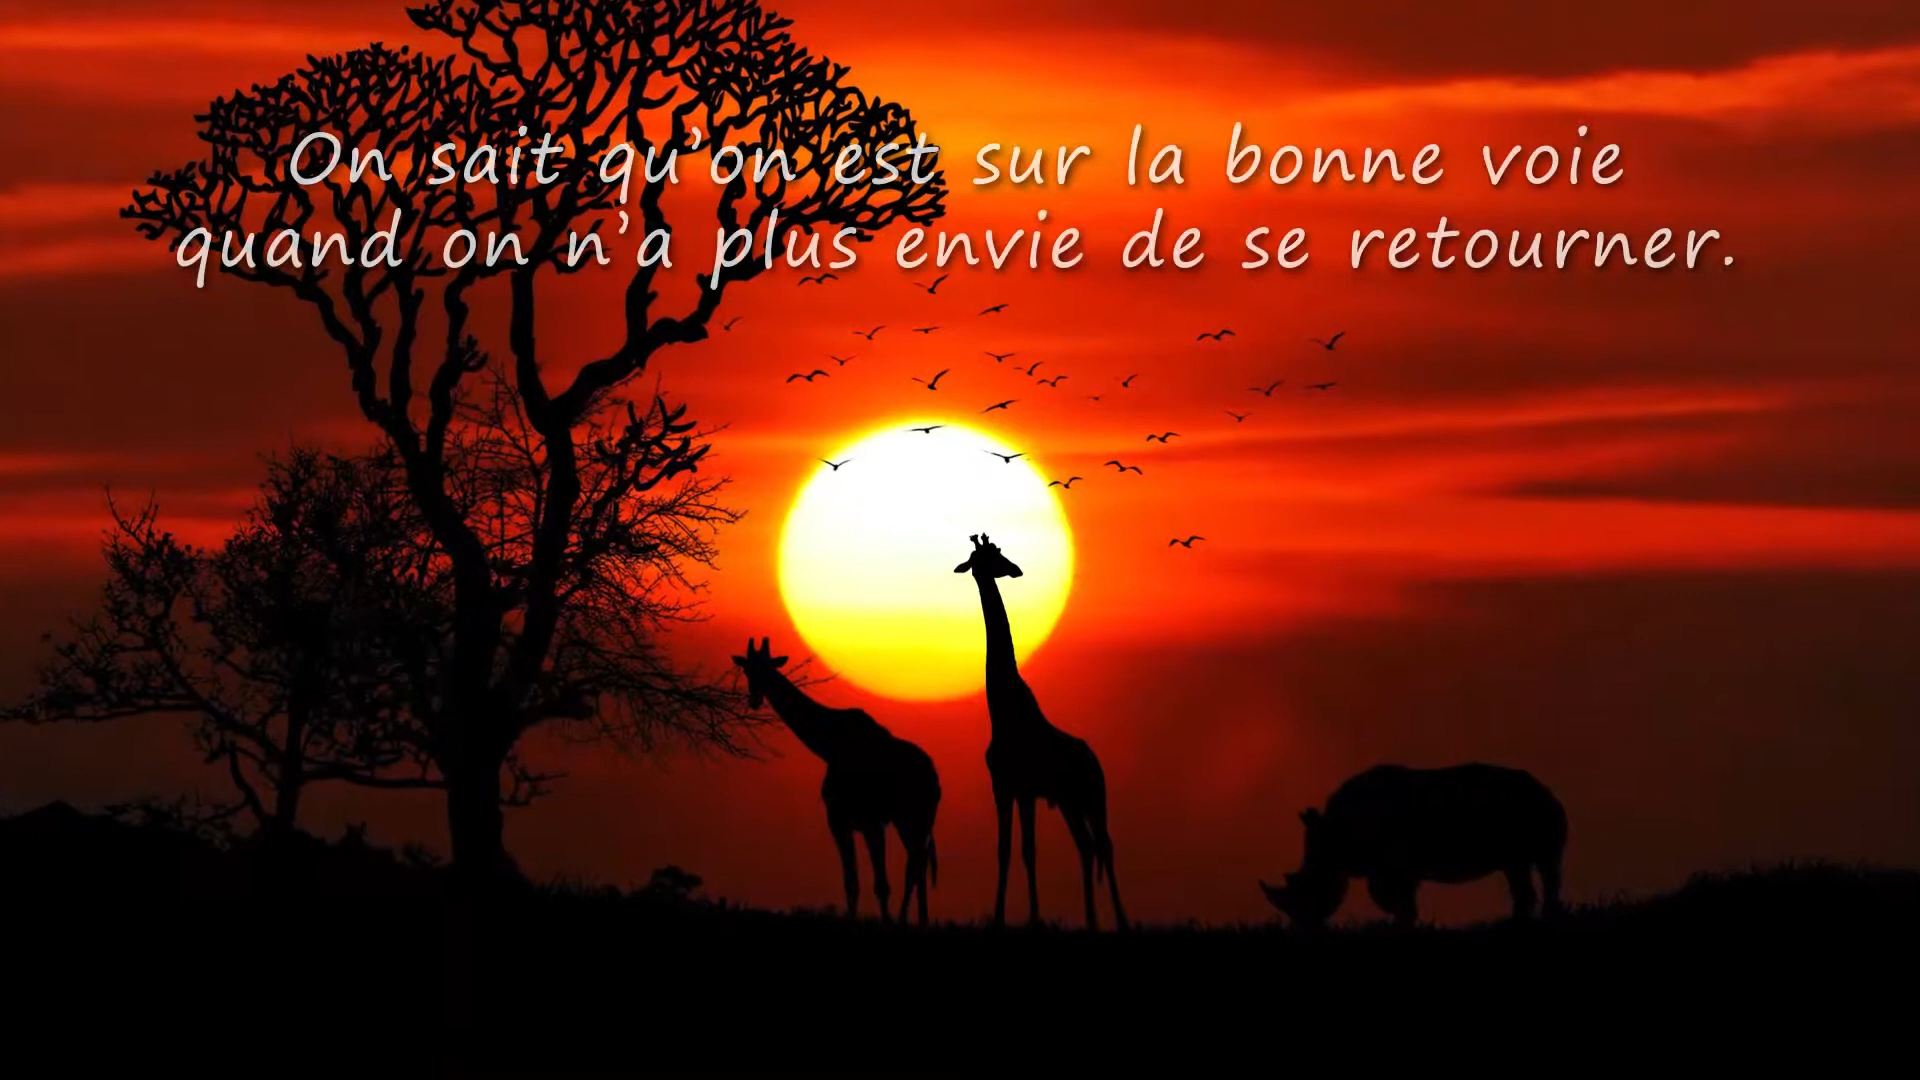 On sait qu’on est sur la bonne voie
quand on n’a plus envie de se retourner.